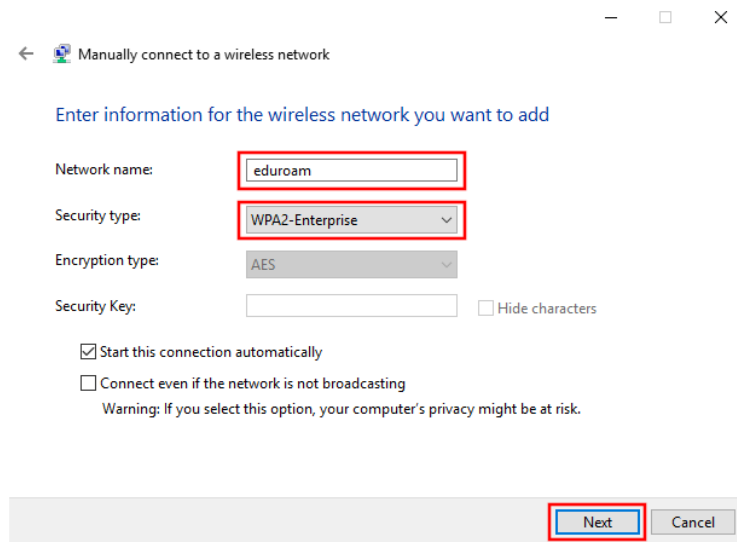 Manually connect to a wireless network
Enter information for the wireless network you want to add
Network name:
eduroam
Security type:
WPA2-Enterprise
Encryption type:
AES
Security Key:
Hide characters
Start this connection automatically
Connect even if the network is not broadcasting
Warning: If you select this option, your computer's privacy might be at risk.
Next
Cancel